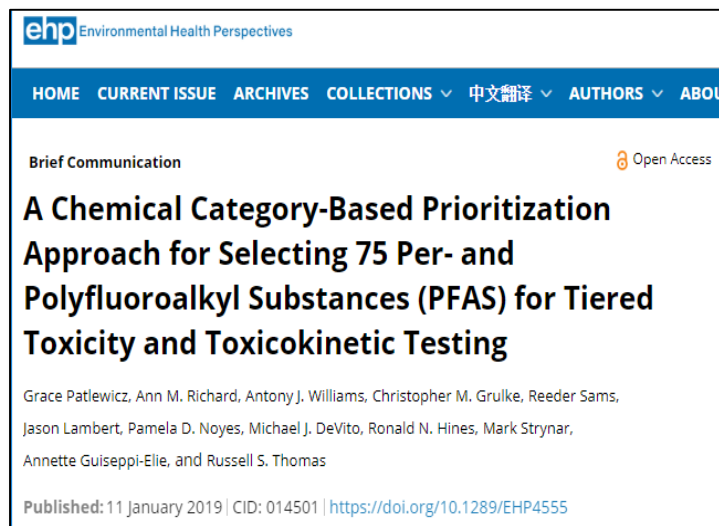 ehp Environmental Health Perspectives
HOME CURRENT ISSUE ARCHIVES COLLECTIONS 中文翻译 AUTHORS ABOU
Brief Communication
Open Access
A Chemical Category-Based Prioritization
Approach for Selecting 75 Per- and
Polyfluoroalkyl Substances (PFAS) for Tiered
Toxicity and Toxicokinetic Testing
Grace Patlewicz, Ann M. Richard, Antony J. Williams, Christopher M. Grulke, Reeder Sams,
Jason Lambert, Pamela D. Noyes, Michael J. DeVito, Ronald N. Hines, Mark Strynar,
Annette Guiseppi-Elie, and Russell S. Thomas
Published: 11 January 2019 | CID: 014501 | https://doi.org/10.1289/EHP4555